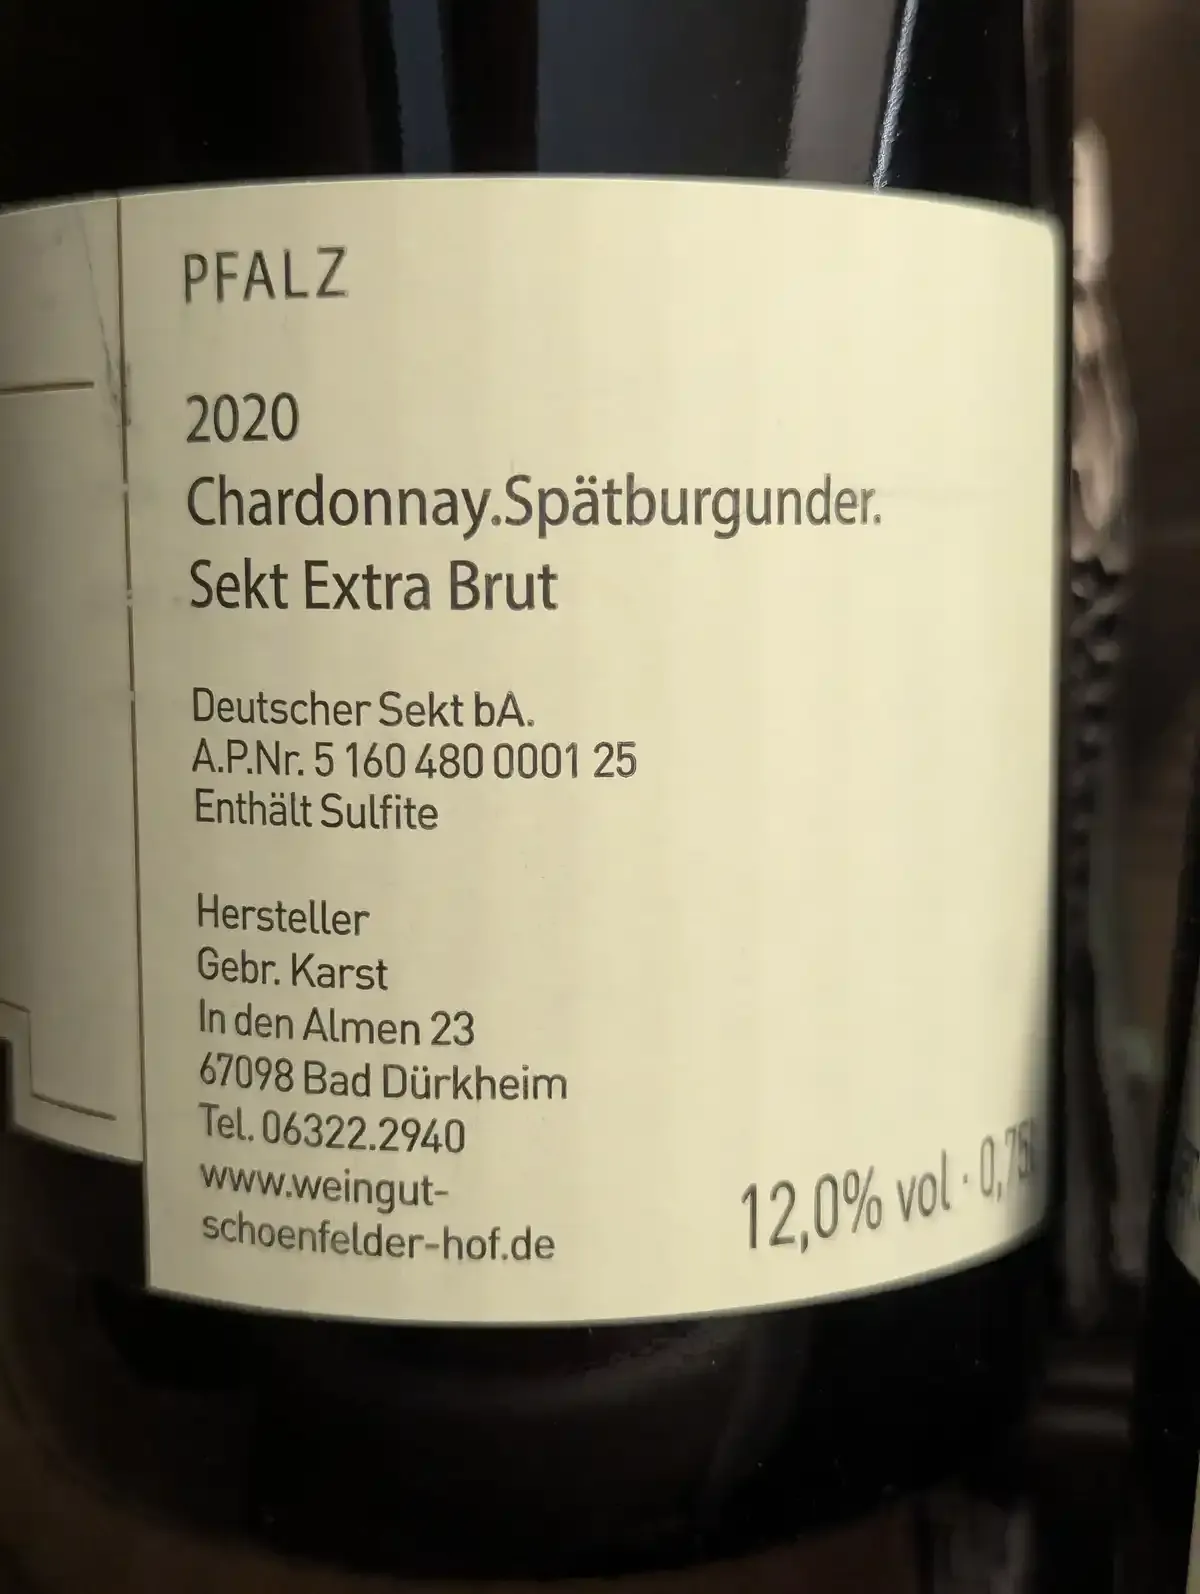 PFALZ
2020
Chardonnay.Spätburgunder.
Sekt Extra Brut
Deutscher Sekt bA.
A.P.Nr. 5 160 480 0001 25
Enthält Sulfite
Hersteller
Gebr. Karst
In den Almen 23
67098 Bad Dürkheim
Tel. 06322.2940
www.weingut-
schoenfelder-hof.de
12,0% vol · 0,75l